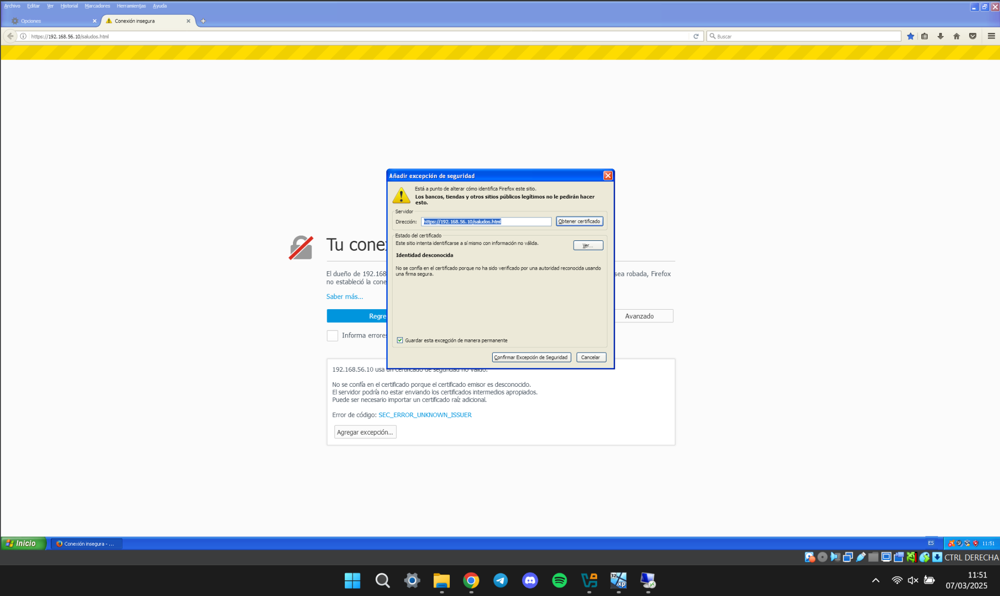 Archivo Editar Ver Historial Marcadores Herramientas Ayuda
Opciones
Conexión insegura
https://192.168.56.10/saludos.html
Buscar
Añadir excepción de seguridad
Está a punto de alterar cómo identifica Firefox este sitio.
Los bancos, tiendas y otros sitios públicos legítimos no le pedirán hacer
esto.
Servidor
Dirección: https://192.168.56.10/saludos.html Obtener certificado
Estado del certificado
Este sitio intenta identificarse a sí mismo con información no válida.
Ver...
Identidad desconocida
No se confía en el certificado porque no ha sido verificado por una autoridad reconocida usando
una firma segura.
Guardar esta excepción de manera permanente
Confirmar Excepción de Seguridad Cancelar
Tu conex
El dueño de 192.168 sea robada, Firefox
no estableció la cone
Saber más...
Regre Avanzado
Informa errores
192.168.56.10 usa un certificado de seguridad no válido.
No se confía en el certificado porque el certificado emisor es desconocido.
El servidor podría no estar enviando los certificados intermedios apropiados.
Puede ser necesario importar un certificado raíz adicional.
Error de código: SEC_ERROR_UNKNOWN_ISSUER
Agregar excepción...
Inicio
Conexión insegura - ...
ES
11:51
CTRL DERECHA
32
xp
11:51
07/03/2025